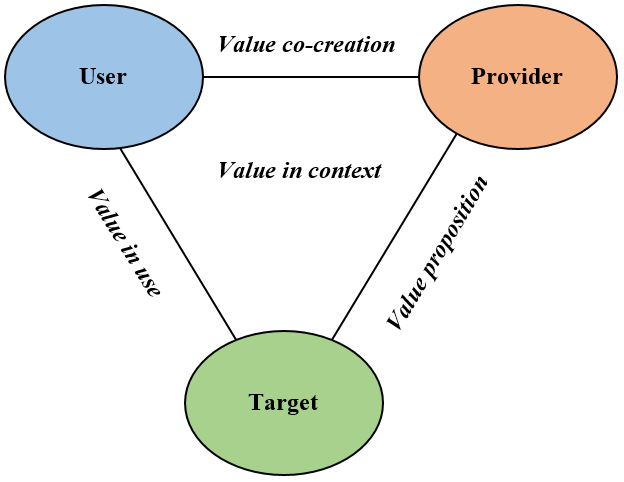 Value co-creation
User
Provider
Value in context
Value in use
Value proposition
Target